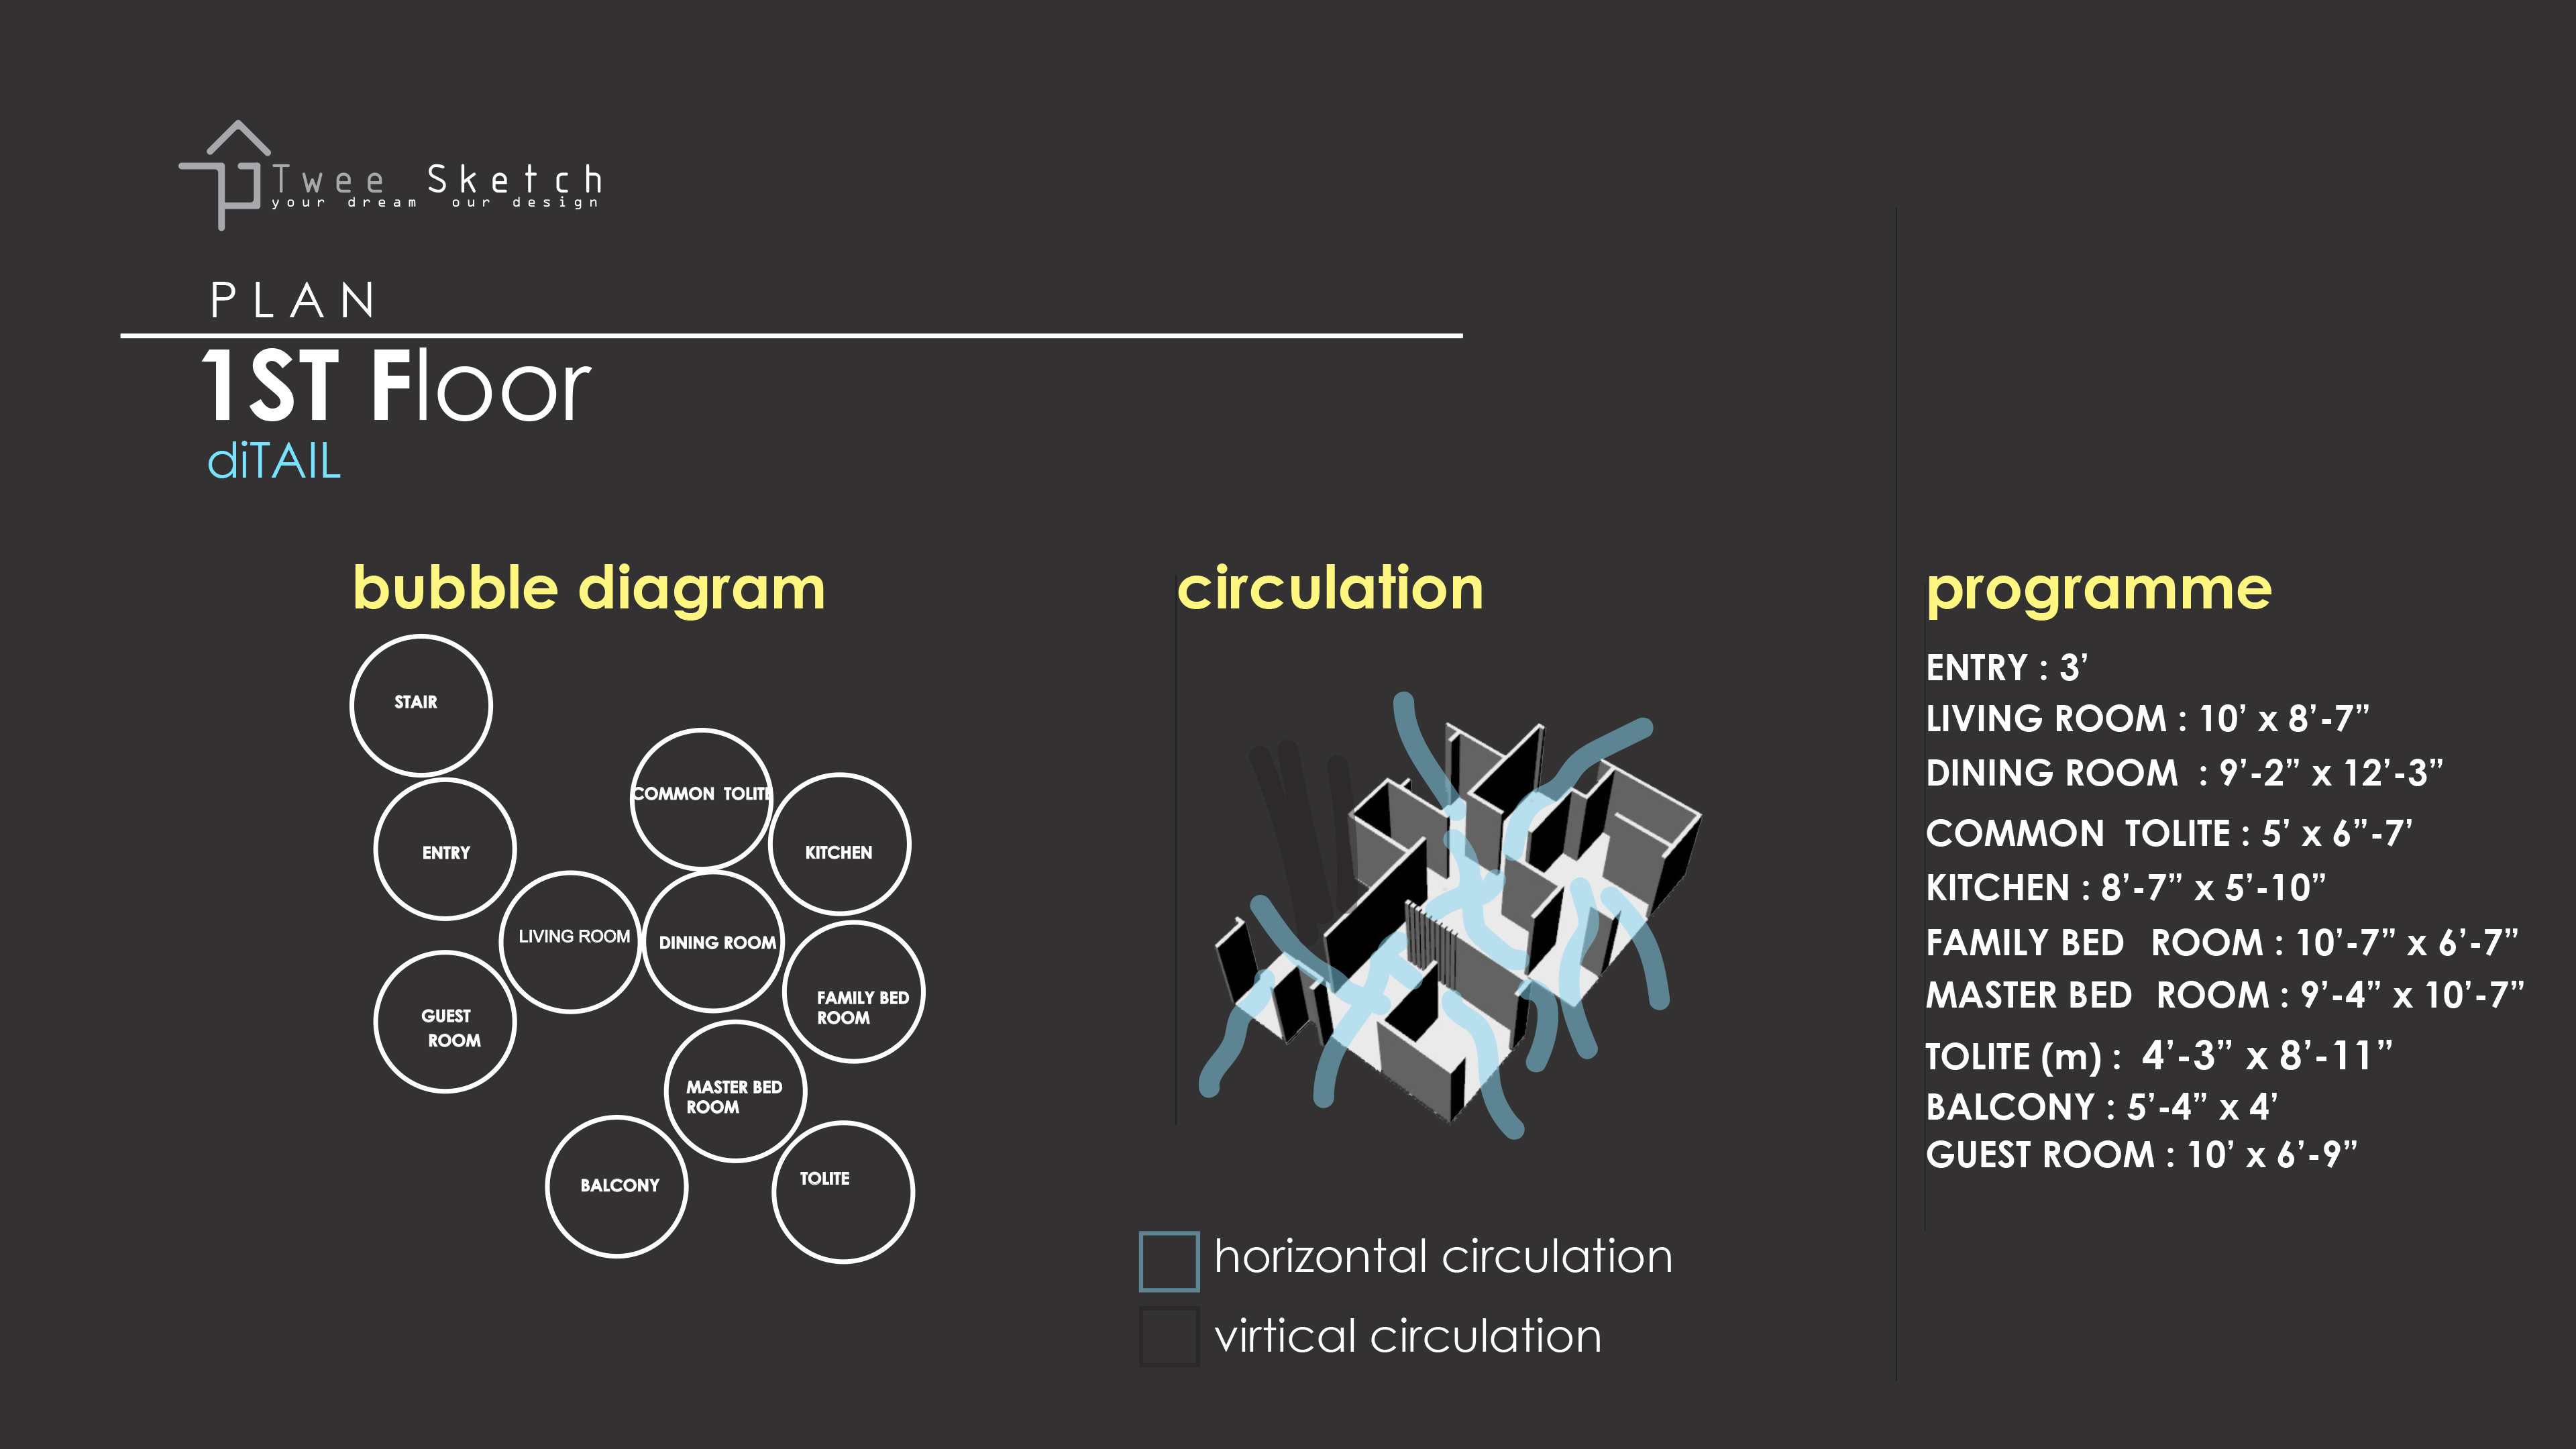 Twee Sketch
your dream our design
PLAN
1ST Floor
diTAIL
bubble diagram
STAIR
COMMON TOLITE
KITCHEN
ENTRY
LIVING ROOM
DINING ROOM
FAMILY BED
ROOM
GUEST
ROOM
MASTER BED
ROOM
BALCONY
TOLITE
circulation
horizontal circulation
virtical circulation
programme
ENTRY : 3’
LIVING ROOM : 10’ x 8’-7”
DINING ROOM : 9’-2” x 12’-3”
COMMON TOLITE : 5’ x 6”-7’
KITCHEN : 8’-7” x 5’-10”
FAMILY BED ROOM : 10’-7” x 6’-7”
MASTER BED ROOM : 9’-4” x 10’-7”
TOLITE (m) : 4’-3” x 8’-11”
BALCONY : 5’-4” x 4’
GUEST ROOM : 10’ x 6’-9”